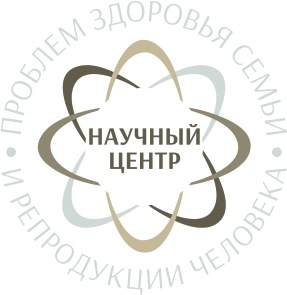 • ПРОБЛЕМ ЗДОРОВЬЯ СЕМЬИ •
И РЕПРОДУКЦИИ ЧЕЛОВЕКА
НАУЧНЫЙ
ЦЕНТР